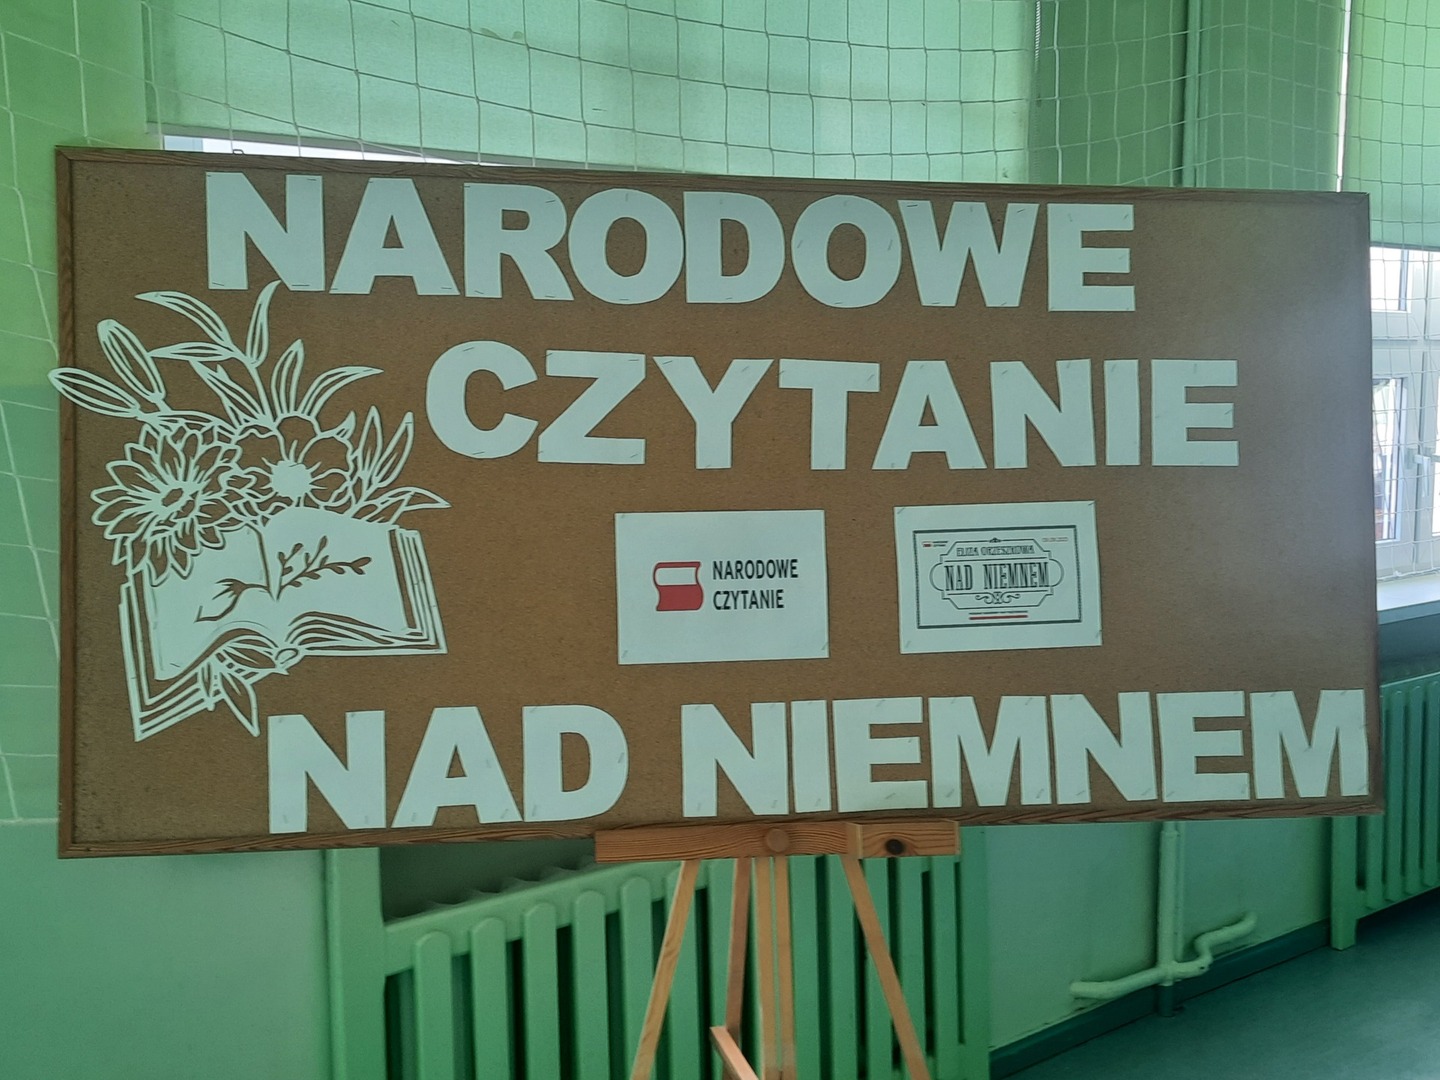 NARODOWE
CZYTANIE
NARODOWE
CZYTANIE
ELIZA ORZESZKOWA
NAD NIEMNEM
NAD NIEMNEM